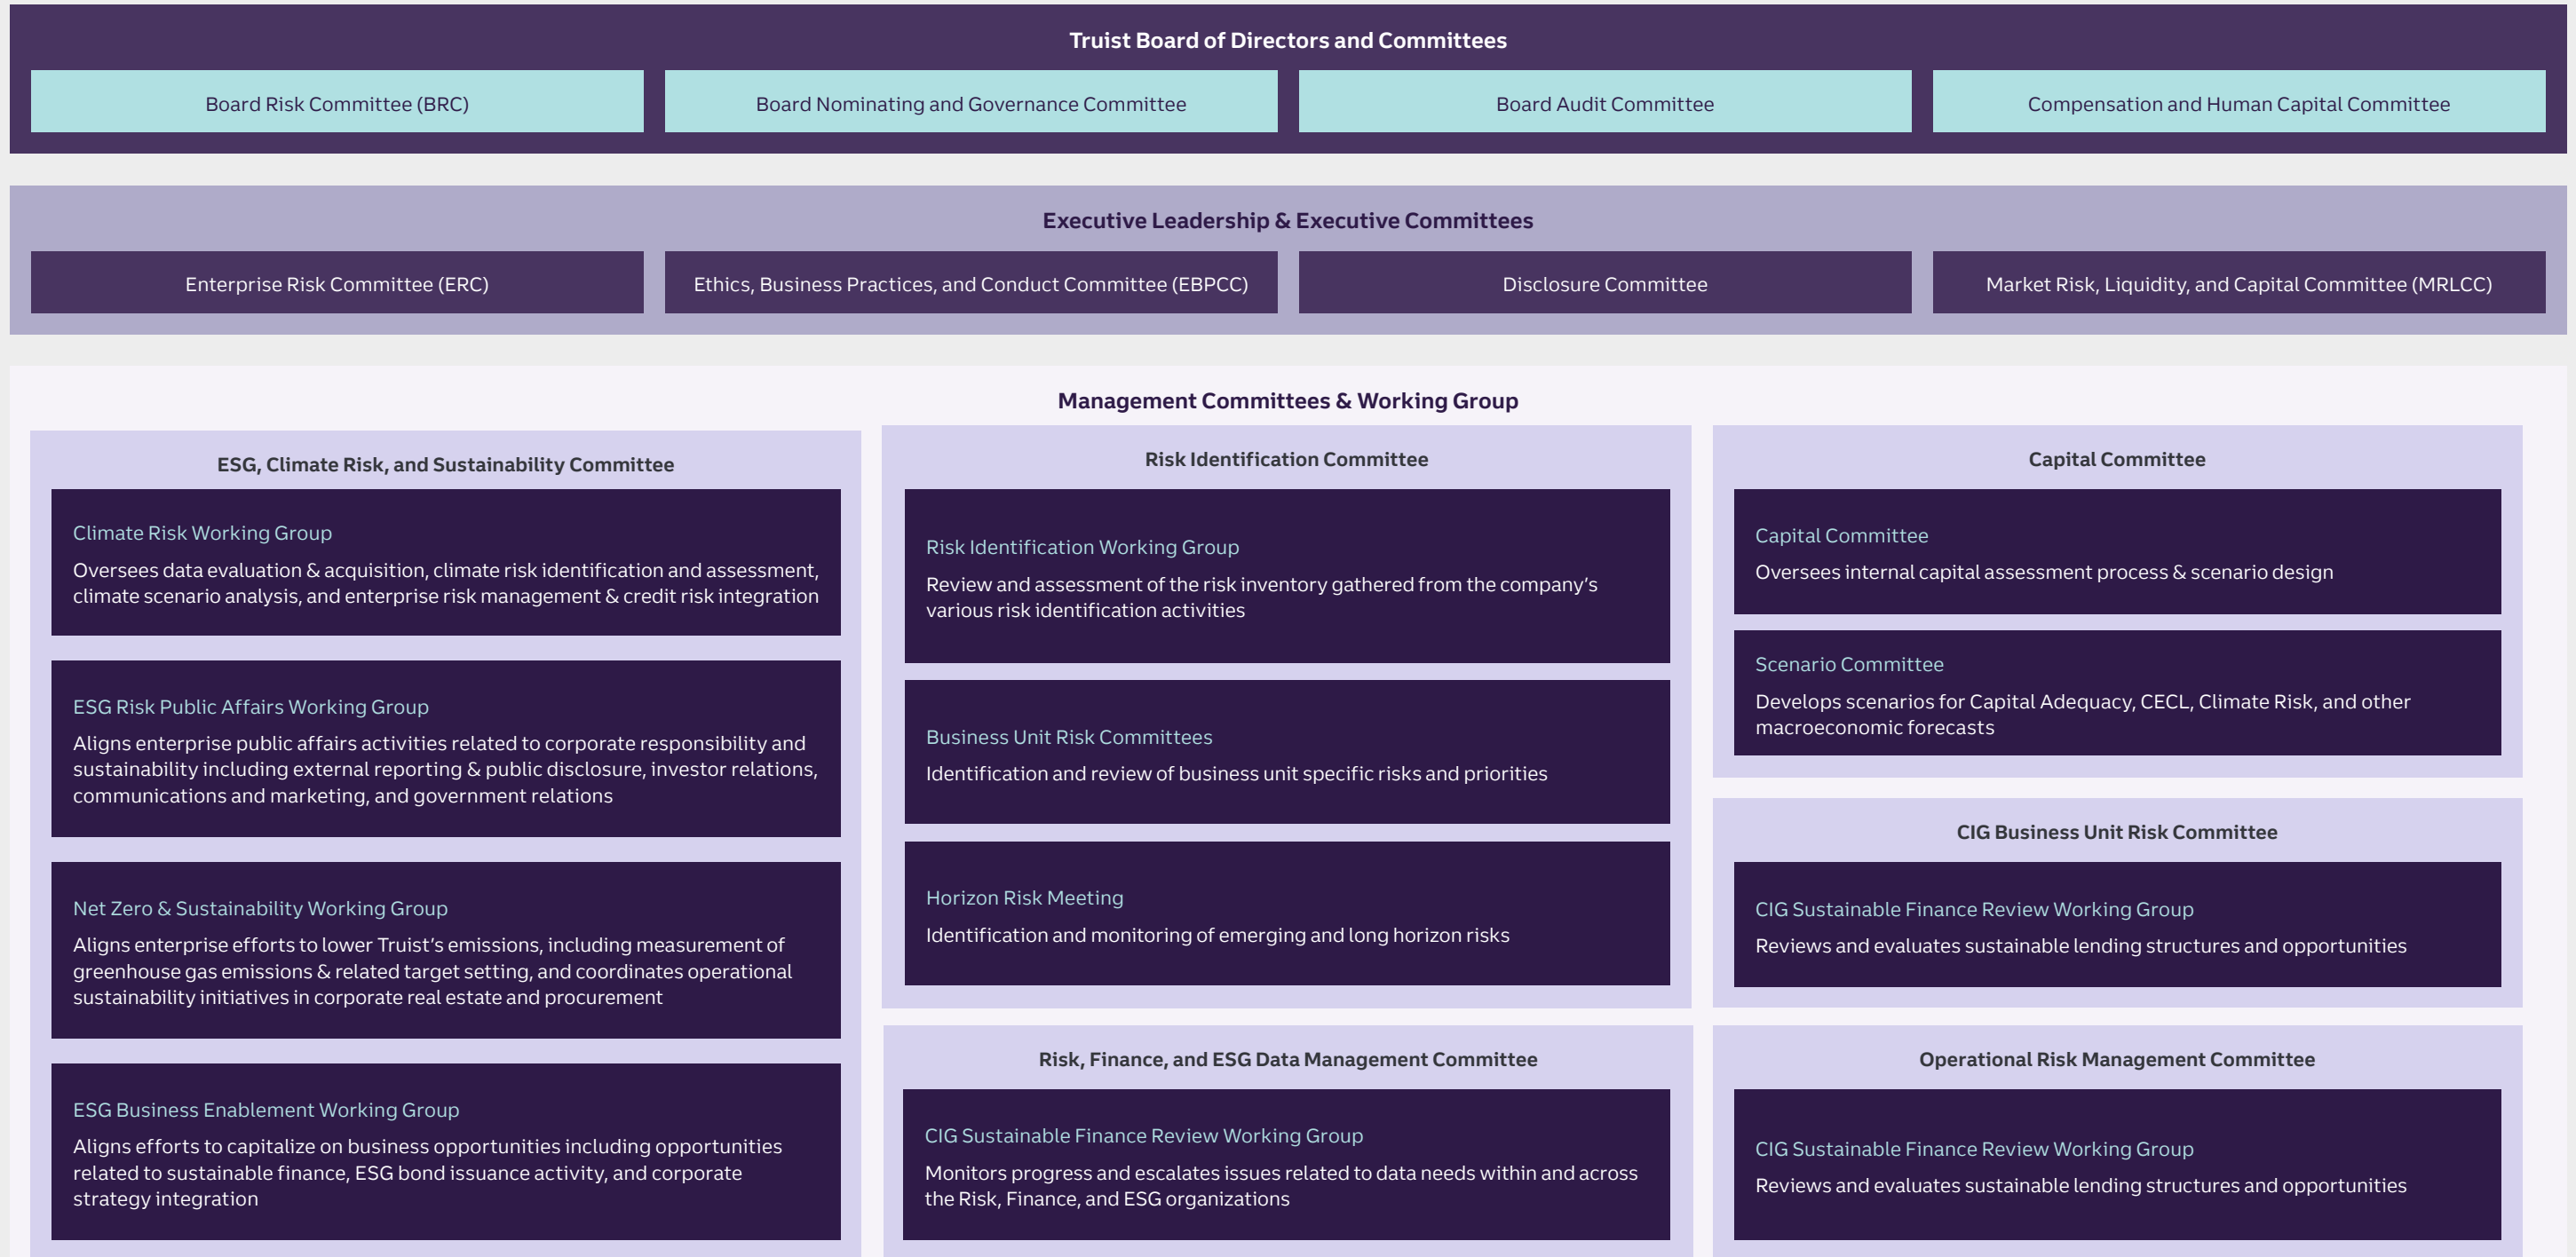 Truist Board of Directors and Committees
Board Risk Committee (BRC)
Board Nominating and Governance Committee
Board Audit Committee
Compensation and Human Capital Committee
Executive Leadership & Executive Committees
Enterprise Risk Committee (ERC)
Ethics, Business Practices, and Conduct Committee (EBPCC)
Disclosure Committee
Market Risk, Liquidity, and Capital Committee (MRLCC)
Management Committees & Working Group
ESG, Climate Risk, and Sustainability Committee
Climate Risk Working Group
Oversees data evaluation & acquisition, climate risk identification and assessment,
climate scenario analysis, and enterprise risk management & credit risk integration
ESG Risk Public Affairs Working Group
Aligns enterprise public affairs activities related to corporate responsibility and
sustainability including external reporting & public disclosure, investor relations,
communications and marketing, and government relations
Net Zero & Sustainability Working Group
Aligns enterprise efforts to lower Truist’s emissions, including measurement of
greenhouse gas emissions & related target setting, and coordinates operational
sustainability initiatives in corporate real estate and procurement
ESG Business Enablement Working Group
Aligns efforts to capitalize on business opportunities including opportunities
related to sustainable finance, ESG bond issuance activity, and corporate
strategy integration
Risk Identification Committee
Risk Identification Working Group
Review and assessment of the risk inventory gathered from the company’s
various risk identification activities
Business Unit Risk Committees
Identification and review of business unit specific risks and priorities
Horizon Risk Meeting
Identification and monitoring of emerging and long horizon risks
Risk, Finance, and ESG Data Management Committee
CIG Sustainable Finance Review Working Group
Monitors progress and escalates issues related to data needs within and across
the Risk, Finance, and ESG organizations
Capital Committee
Capital Committee
Oversees internal capital assessment process & scenario design
Scenario Committee
Develops scenarios for Capital Adequacy, CECL, Climate Risk, and other
macroeconomic forecasts
CIG Business Unit Risk Committee
CIG Sustainable Finance Review Working Group
Reviews and evaluates sustainable lending structures and opportunities
Operational Risk Management Committee
CIG Sustainable Finance Review Working Group
Reviews and evaluates sustainable lending structures and opportunities